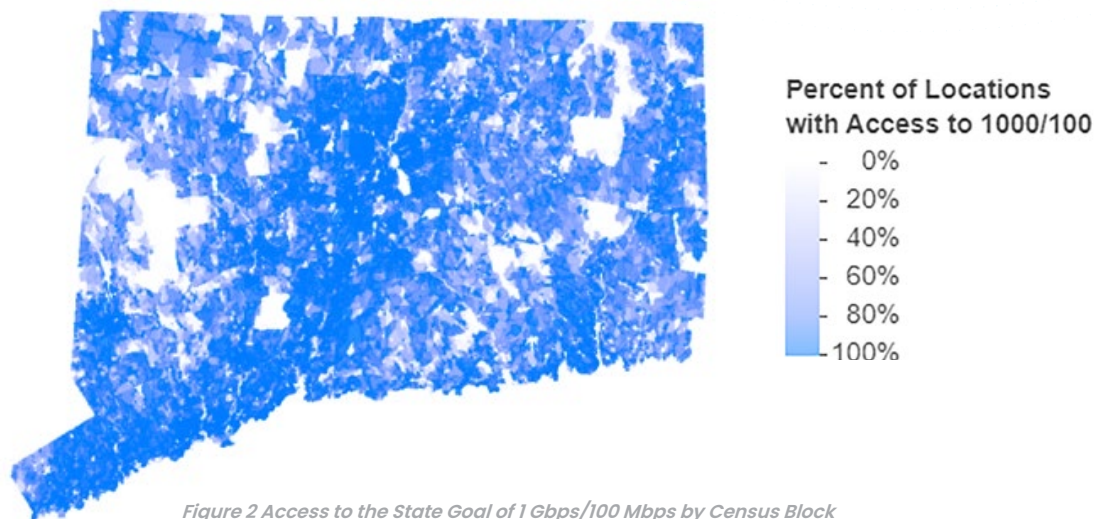 Percent of Locations
with Access to 1000/100
0%
20%
40%
60%
80%
100%
Figure 2 Access to the State Goal of 1 Gbps/100 Mbps by Census Block